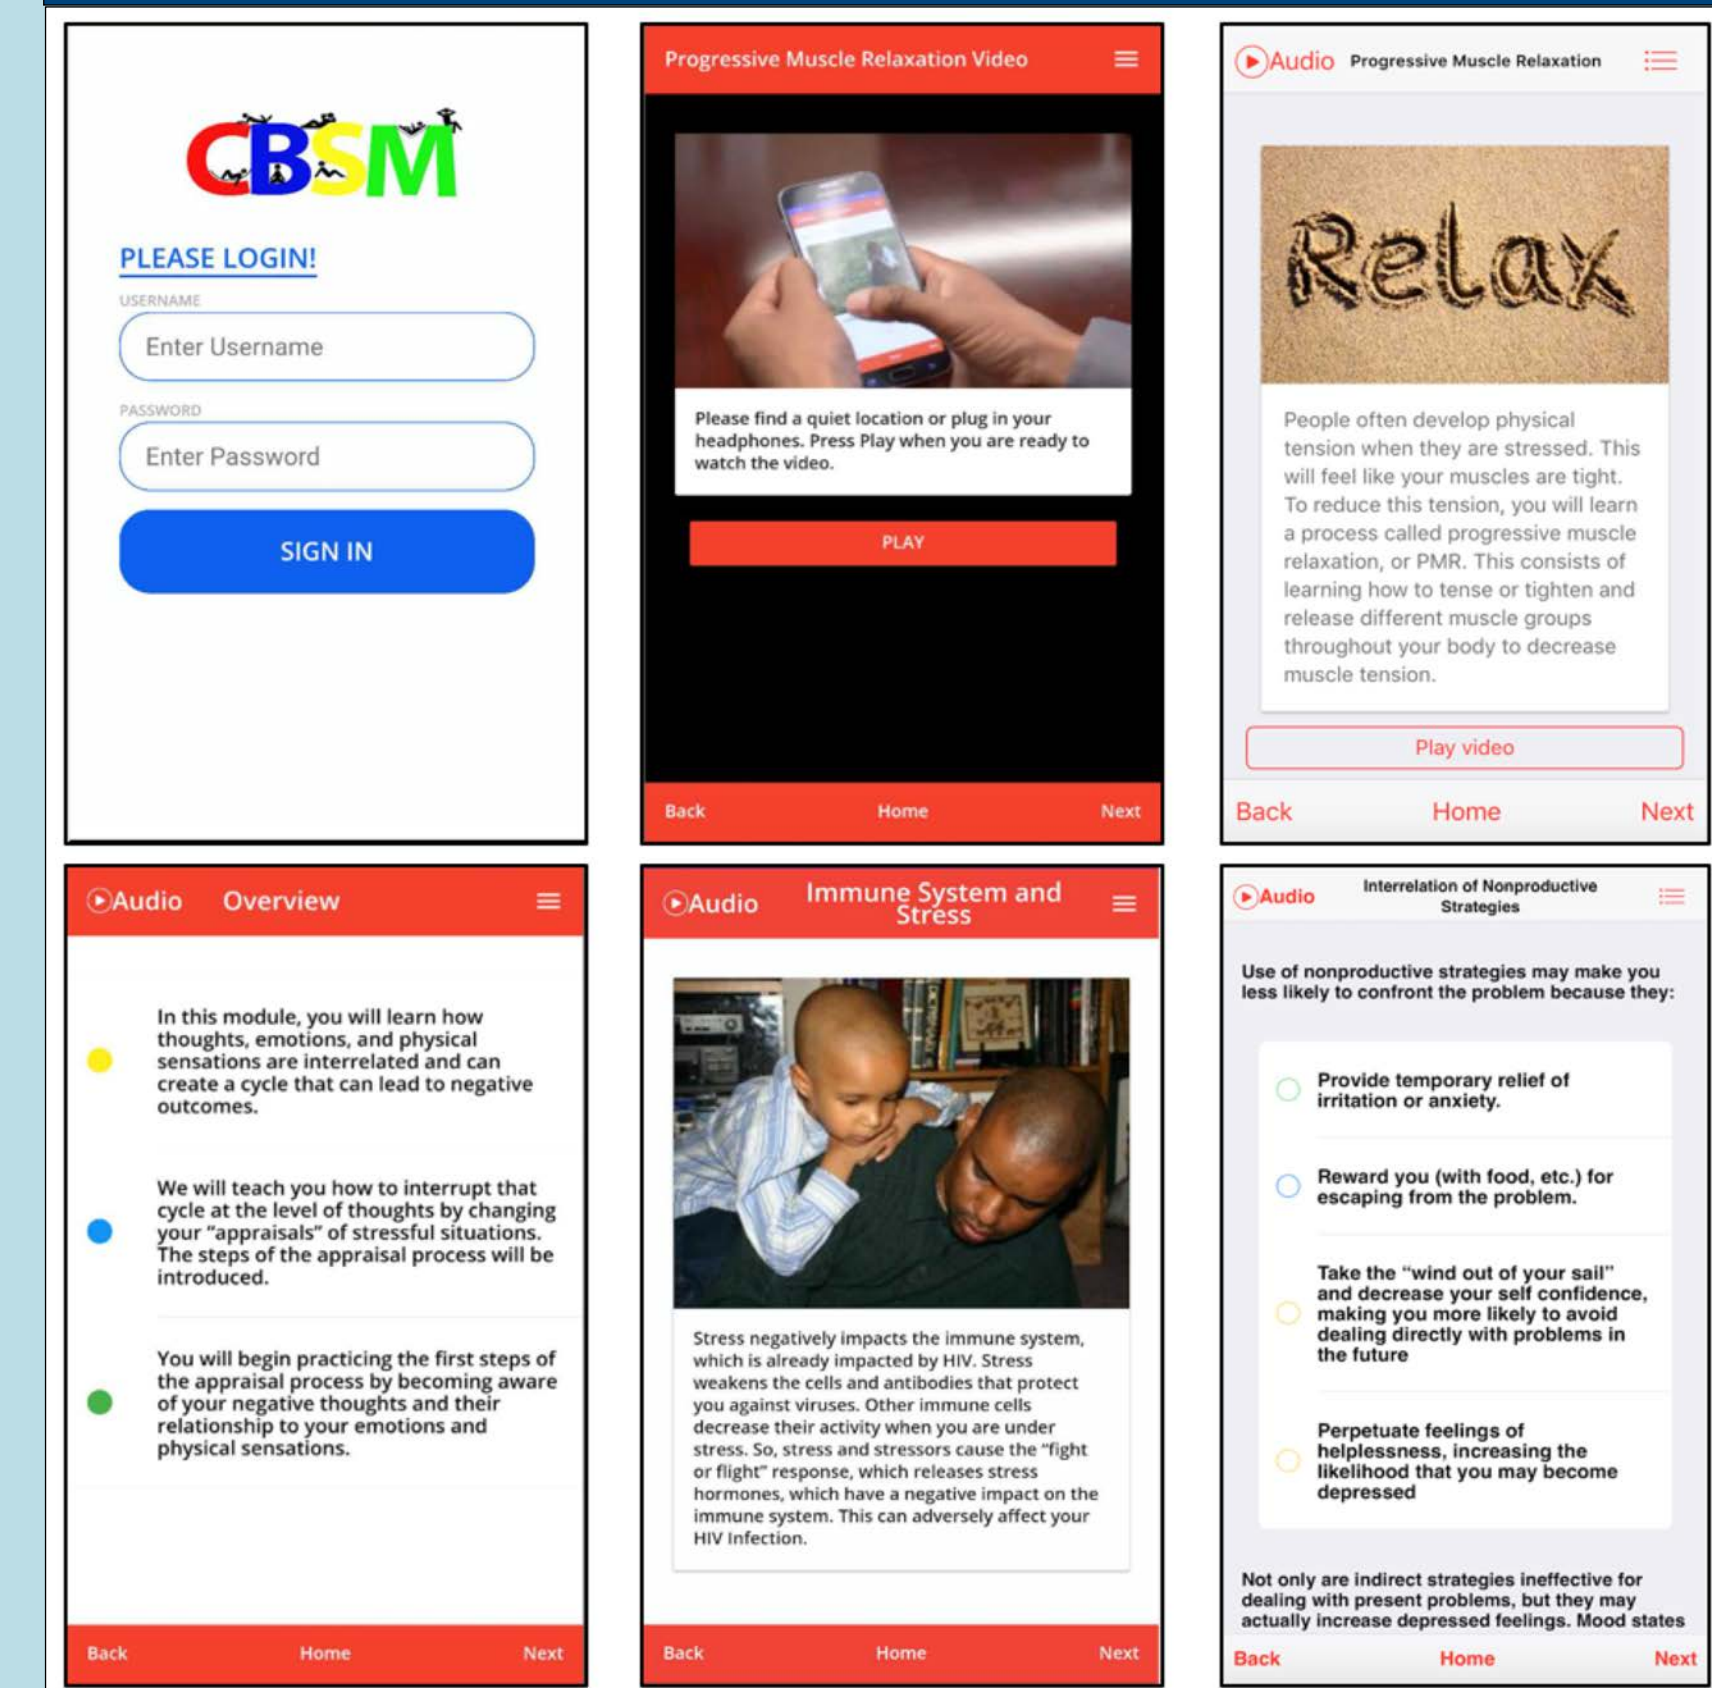 CBSM
PLEASE LOGIN!
USERNAME
Enter Username
PASSWORD
Enter Password
SIGN IN
Progressive Muscle Relaxation Video
Please find a quiet location or plug in your
headphones. Press Play when you are ready to
watch the video.
PLAY
Back Home Next
Audio Progressive Muscle Relaxation
Relax
People often develop physical
tension when they are stressed. This
will feel like your muscles are tight.
To reduce this tension, you will learn
a process called progressive muscle
relaxation, or PMR. This consists of
learning how to tense or tighten and
release different muscle groups
throughout your body to decrease
muscle tension.
Play video
Back Home Next
Audio Overview
In this module, you will learn how
thoughts, emotions, and physical
sensations are interrelated and can
create a cycle that can lead to negative
outcomes.
We will teach you how to interrupt that
cycle at the level of thoughts by changing
your “appraisals” of stressful situations.
The steps of the appraisal process will be
introduced.
You will begin practicing the first steps of
the appraisal process by becoming aware
of your negative thoughts and their
relationship to your emotions and
physical sensations.
Back Home Next
Audio Immune System and
Stress
Stress negatively impacts the immune system,
which is already impacted by HIV. Stress
weakens the cells and antibodies that protect
you against viruses. Other immune cells
decrease their activity when you are under
stress. So, stress and stressors cause the “fight
or flight” response, which releases stress
hormones, which have a negative impact on the
immune system. This can adversely affect your
HIV Infection.
Back Home Next
Audio Interrelation of Nonproductive
Strategies
Use of nonproductive strategies may make you
less likely to confront the problem because they:
Provide temporary relief of
irritation or anxiety.
Reward you (with food, etc.) for
escaping from the problem.
Take the “wind out of your sail”
and decrease your self confidence,
making you more likely to avoid
dealing directly with problems in
the future
Perpetuate feelings of
helplessness, increasing the
likelihood that you may become
depressed
Not only are indirect strategies ineffective for
dealing with present problems, but they may
actually increase depressed feelings. Mood states
Back Home Next